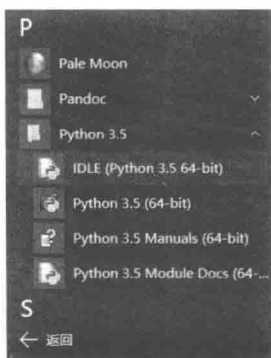 P
Pale Moon
Pandoc
Python 3.5
IDLE (Python 3.5 64-bit)
Python 3.5 (64-bit)
Python 3.5 Manuals (64-bit)
Python 3.5 Module Docs (64-...
S
返回